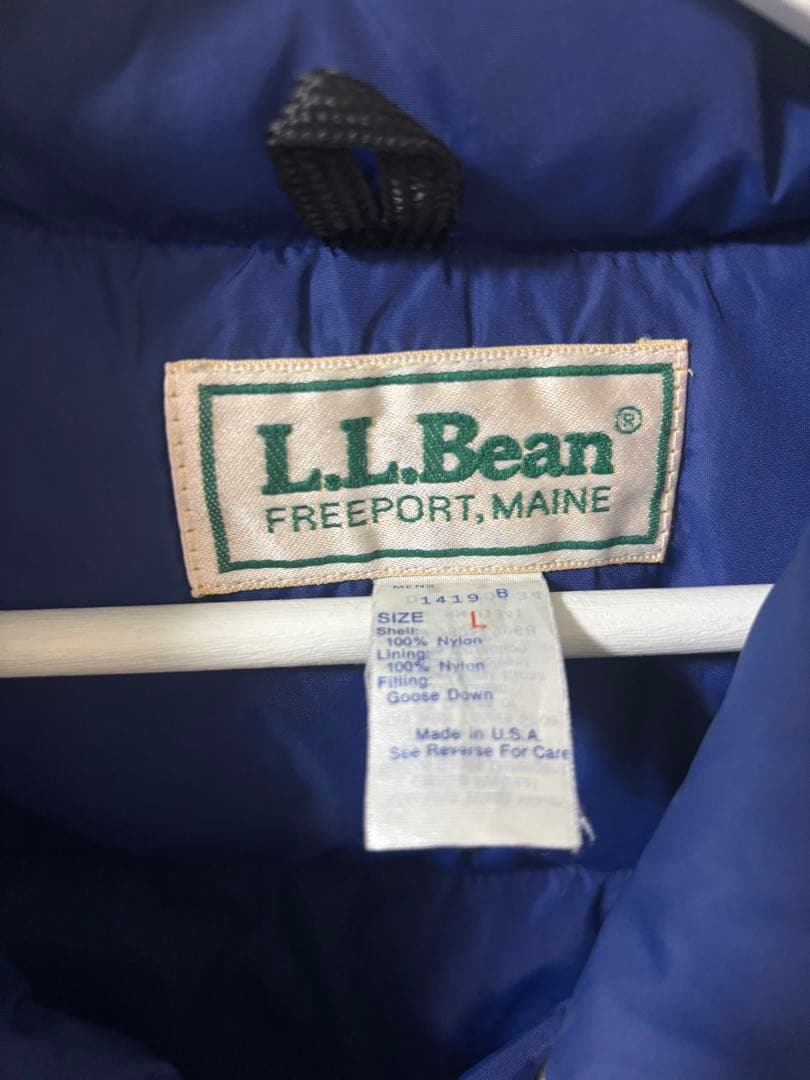 L.L.Bean®
FREEPORT, MAINE
MENS
1419 B
SIZE L
Shell:
100% Nylon
Lining:
100% Nylon
Filling:
Goose Down
Made in U.S.A.
See Reverse For Care